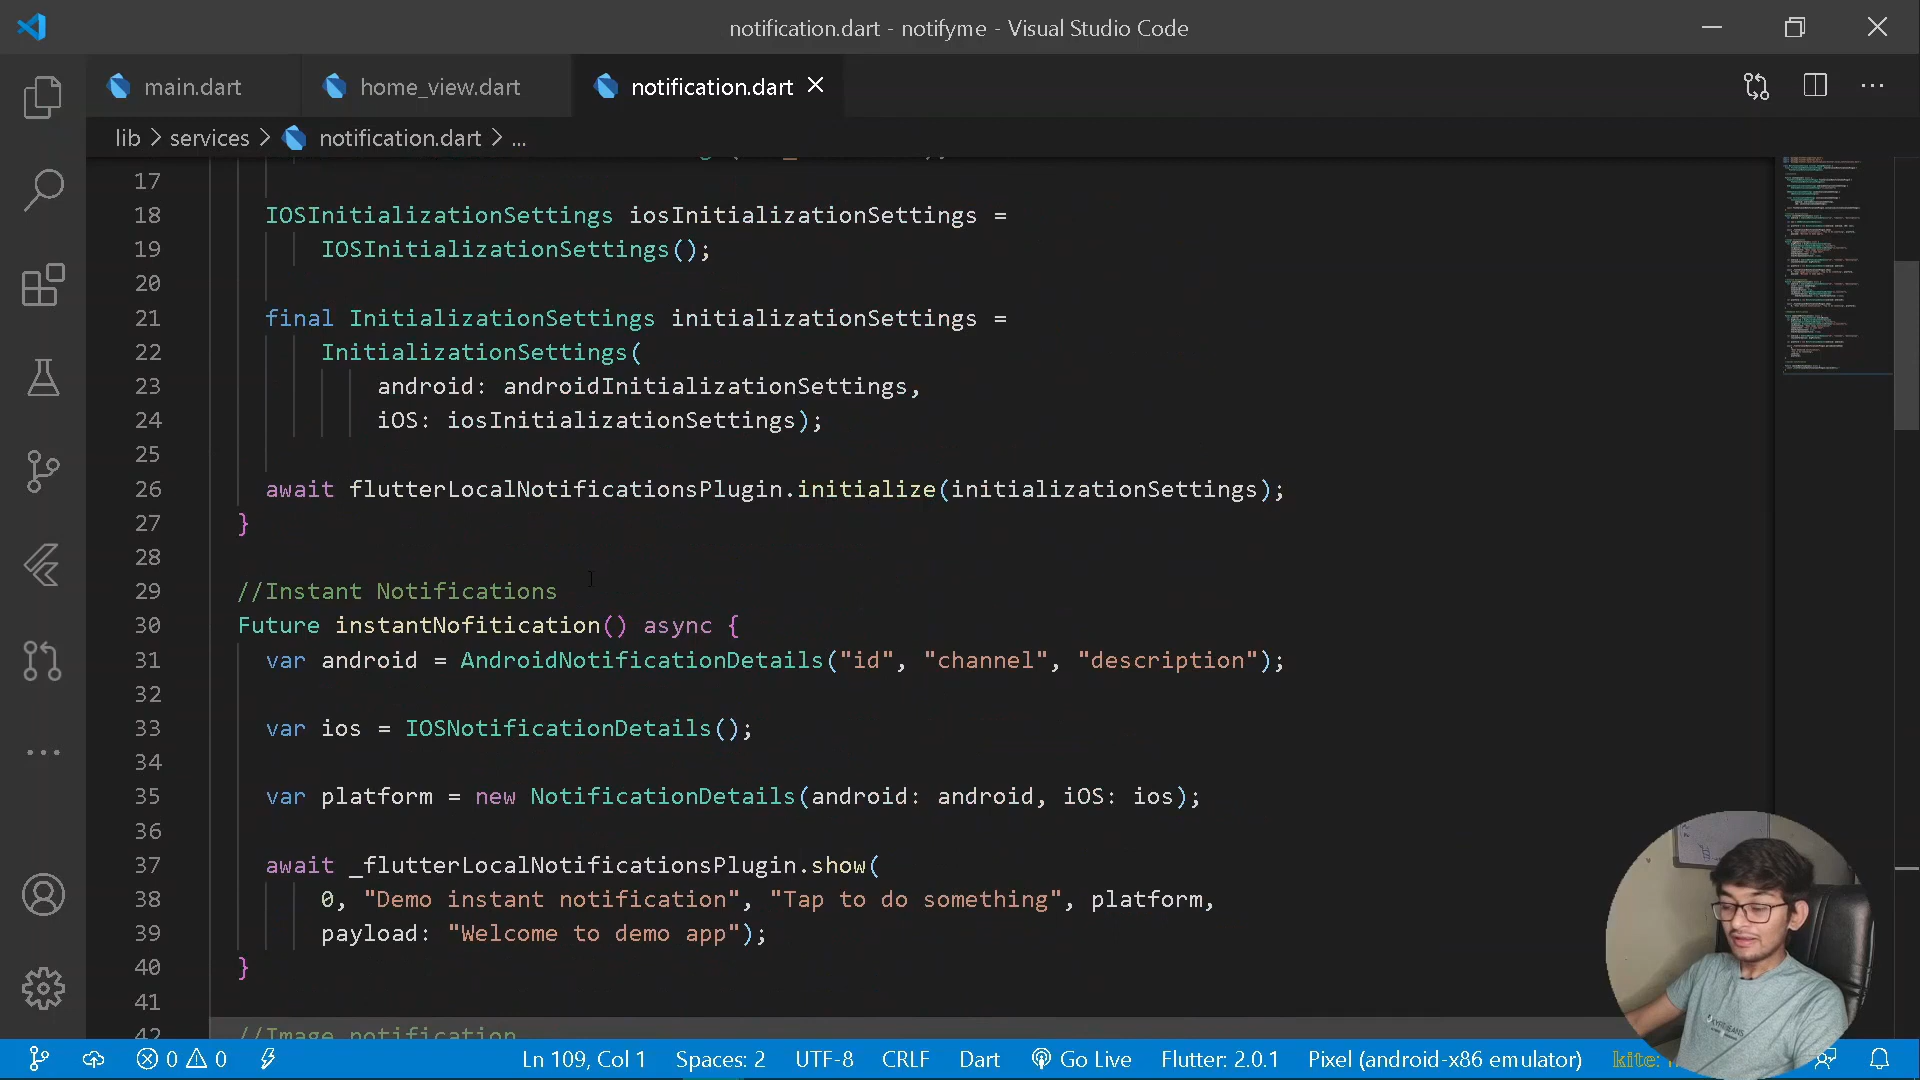 notification.dart - notifyme - Visual Studio Code
main.dart
home_view.dart
notification.dart
lib > services > notification.dart > ...
17
18 IOSInitializationSettings iosInitializationSettings =
19 IOSInitializationSettings();
20
21 final InitializationSettings initializationSettings =
22 InitializationSettings(
23 android: androidInitializationSettings,
24 iOS: iosInitializationSettings);
25
26 await flutterLocalNotificationsPlugin.initialize(initializationSettings);
27 }
28
29 //Instant Notifications
30 Future instantNofitication() async {
31 var android = AndroidNotificationDetails("id", "channel", "description");
32
33 var ios = IOSNotificationDetails();
34
35 var platform = new NotificationDetails(android: android, iOS: ios);
36
37 await _flutterLocalNotificationsPlugin.show(
38 0, "Demo instant notification", "Tap to do something", platform,
39 payload: "Welcome to demo app");
40 }
41
42 //Image notification
0 0 Ln 109, Col 1 Spaces: 2 UTF-8 CRLF Dart Go Live Flutter: 2.0.1 Pixel (android-x86 emulator) kite: